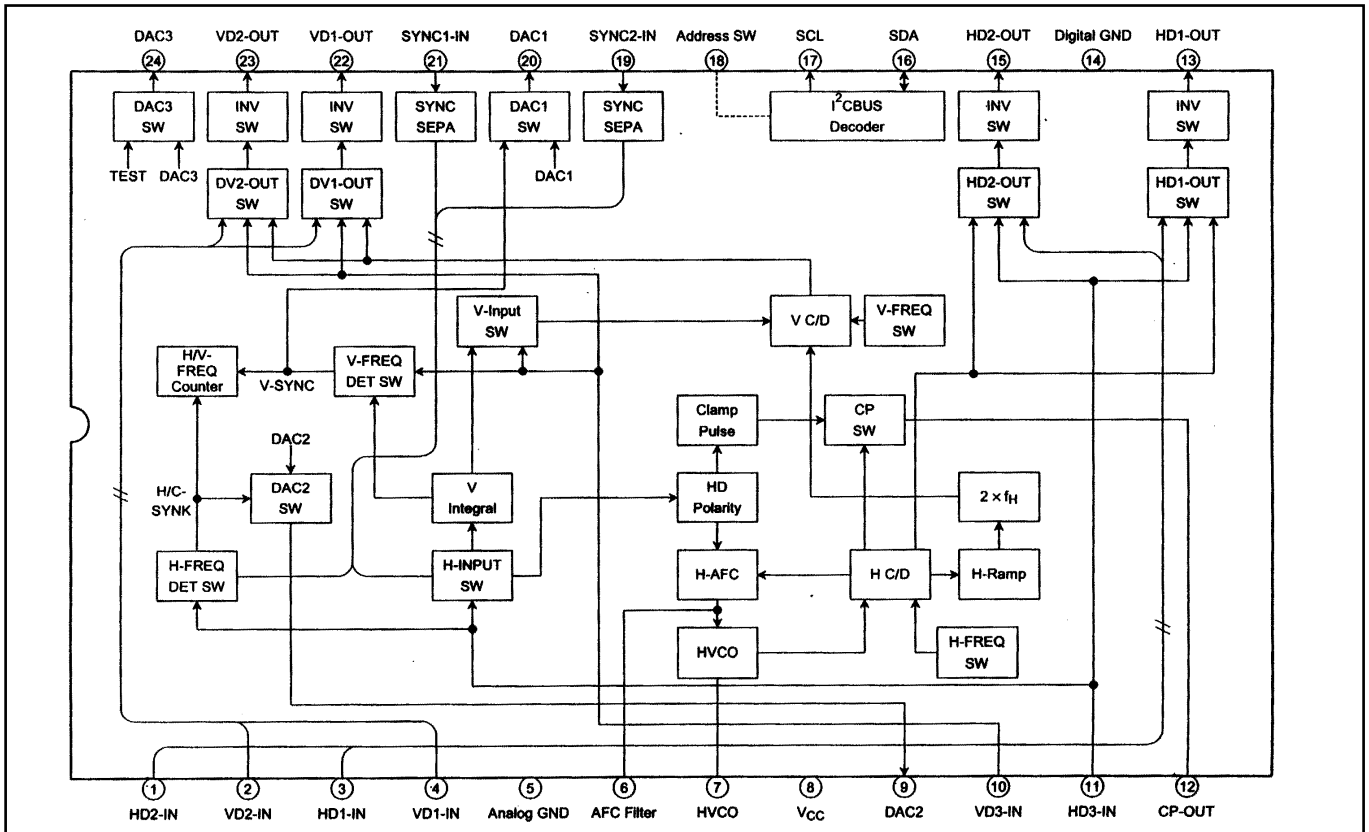 DAC3 VD2-OUT VD1-OUT SYNC1-IN DAC1 SYNC2-IN Address SW SCL SDA HD2-OUT Digital GND HD1-OUT
24 23 22 21 20 19 18 17 16 15 14 13
DAC3
SW
INV
SW
INV
SW
SYNC
SEPA
DAC1
SW
SYNC
SEPA
I2CBUS
Decoder
INV
SW
INV
SW
TEST
DAC3
DAC1
DV2-OUT
SW
DV1-OUT
SW
HD2-OUT
SW
HD1-OUT
SW
V-Input
SW
V C/D
V-FREQ
SW
H/V-
FREQ
Counter
V-SYNC
V-FREQ
DET SW
Clamp
Pulse
CP
SW
DAC2
H/C-
SYNK
DAC2
SW
V
Integral
HD
Polarity
2 × fH
H-FREQ
DET SW
H-INPUT
SW
H-AFC
H C/D
H-Ramp
HVCO
H-FREQ
SW
1 2 3 4 5 6 7 8 9 10 11 12
HD2-IN VD2-IN HD1-IN VD1-IN Analog GND AFC Filter HVCO VCC DAC2 VD3-IN HD3-IN CP-OUT